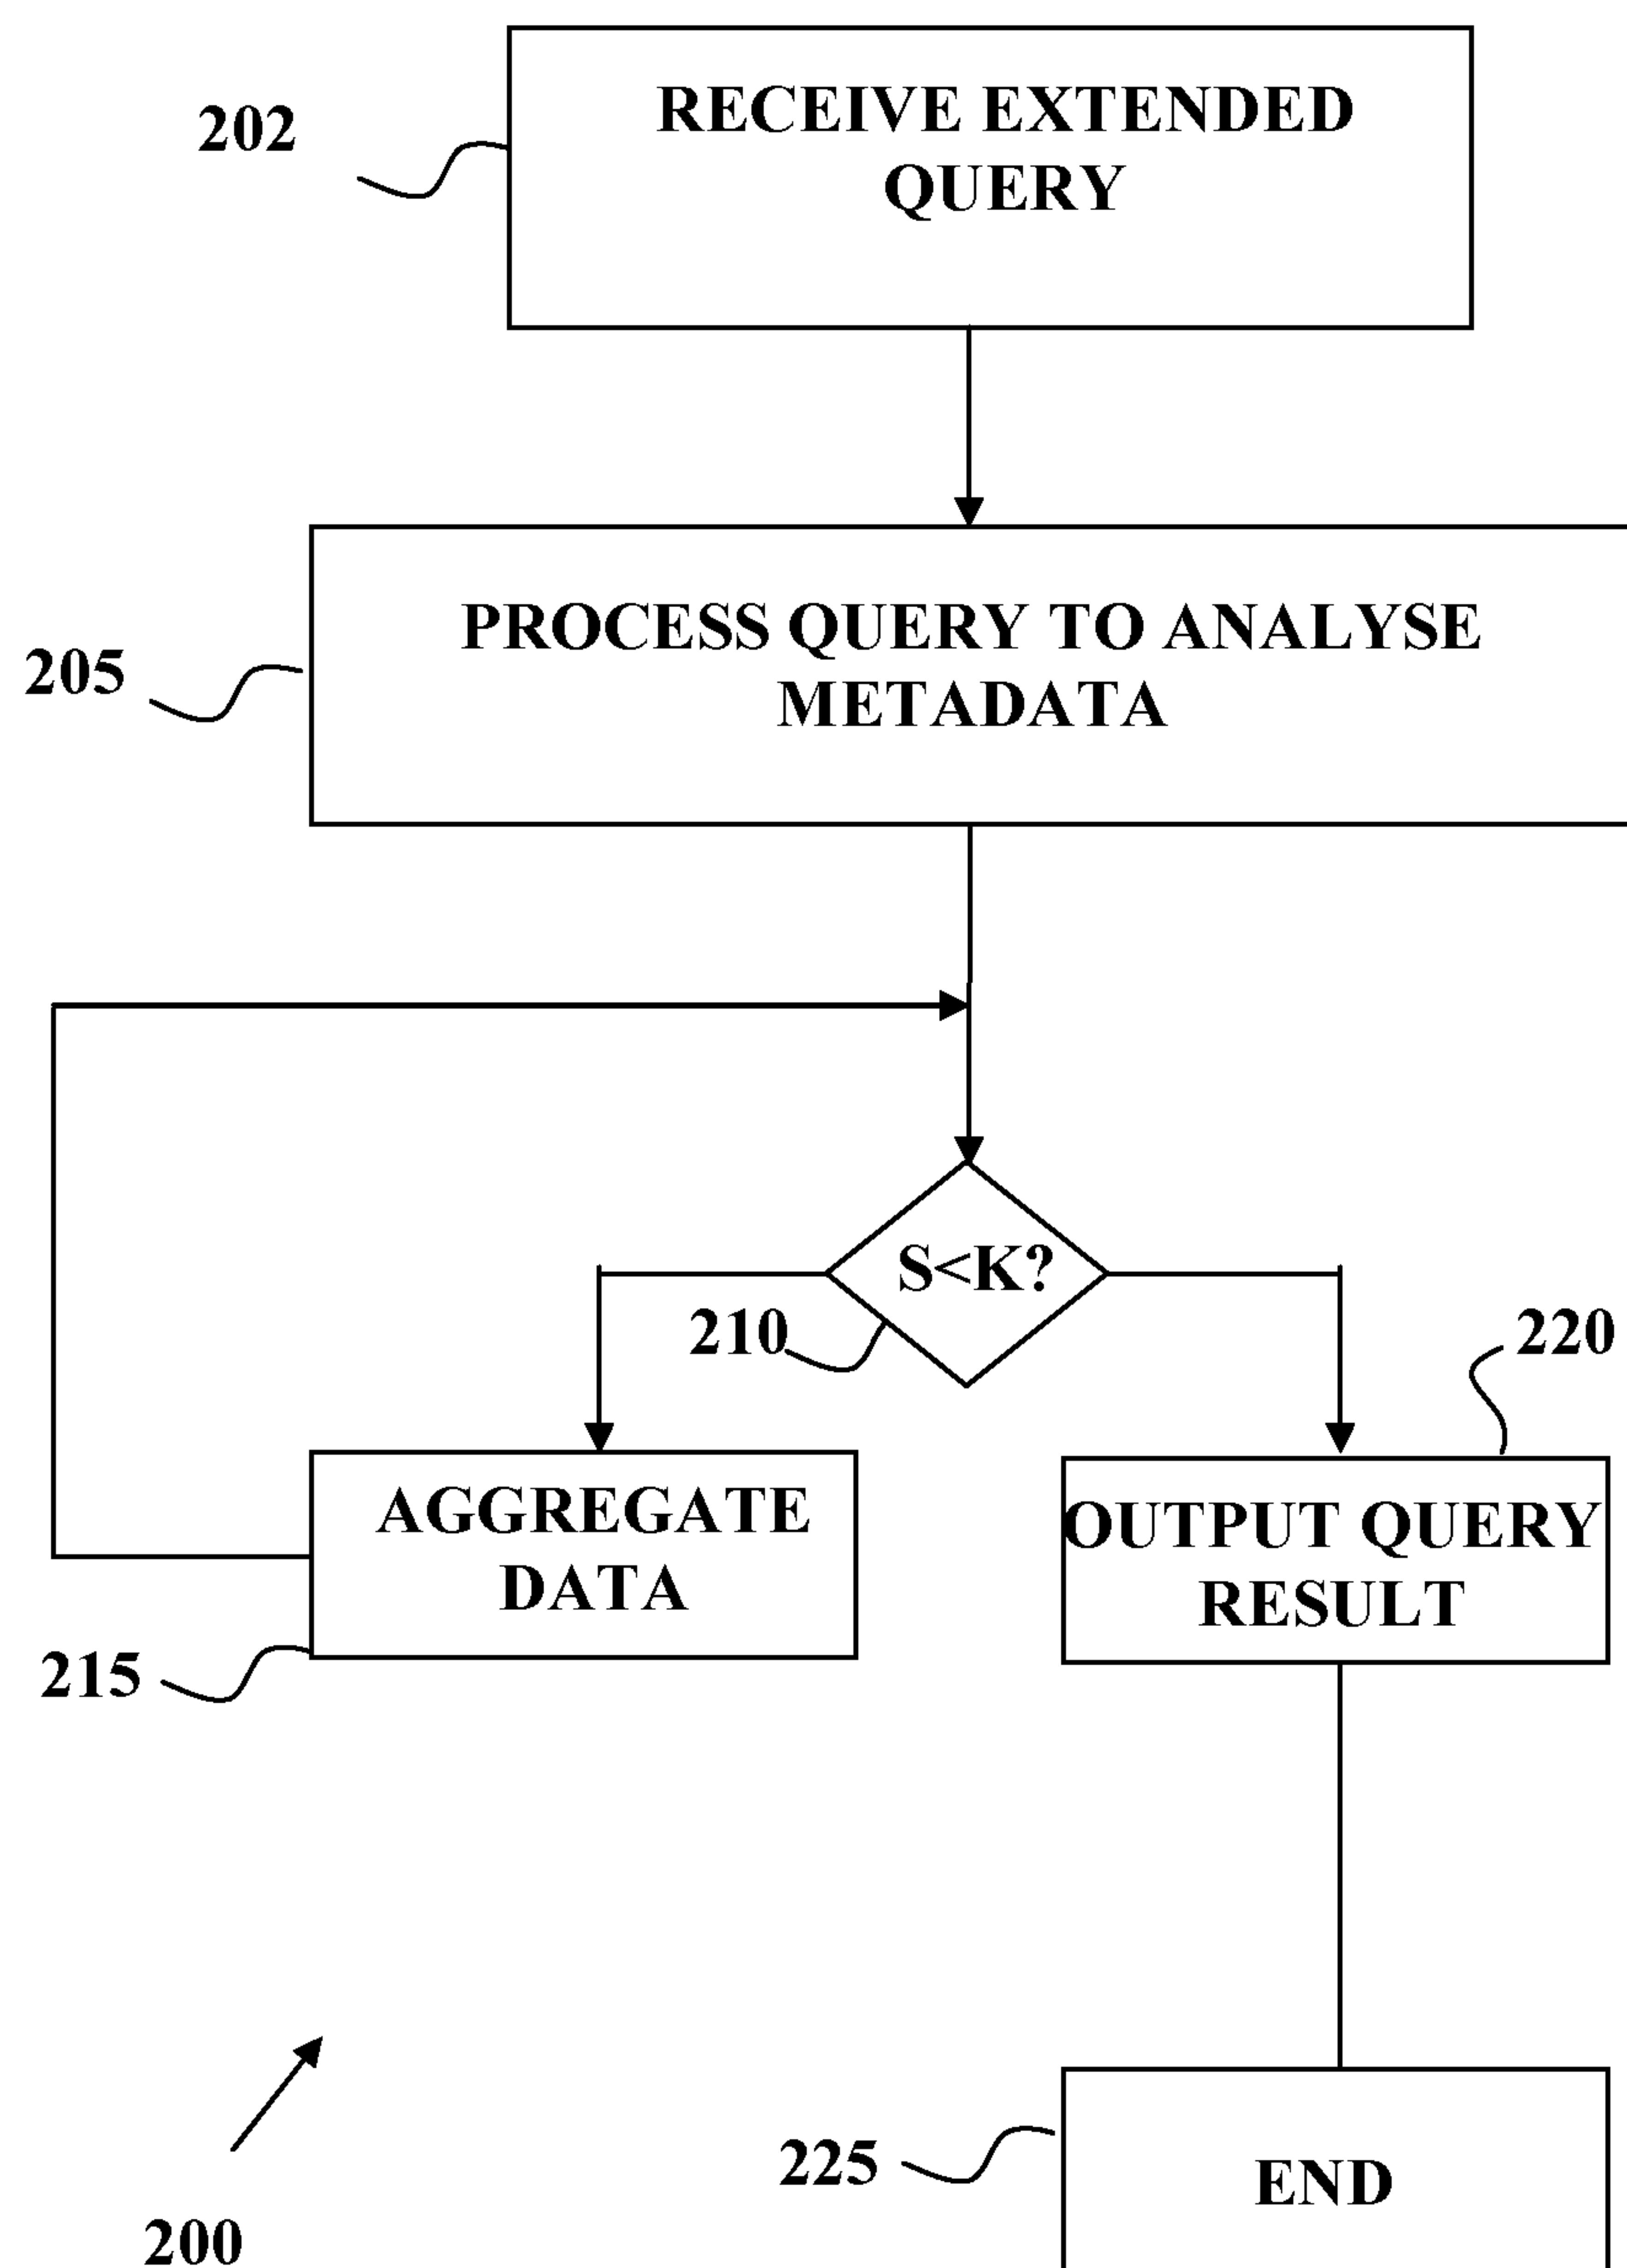 RECEIVE EXTENDED
QUERY
202
PROCESS QUERY TO ANALYSE
METADATA
205
S<K?
210
220
AGGREGATE
DATA
OUTPUT QUERY
RESULT
215
225
END
200